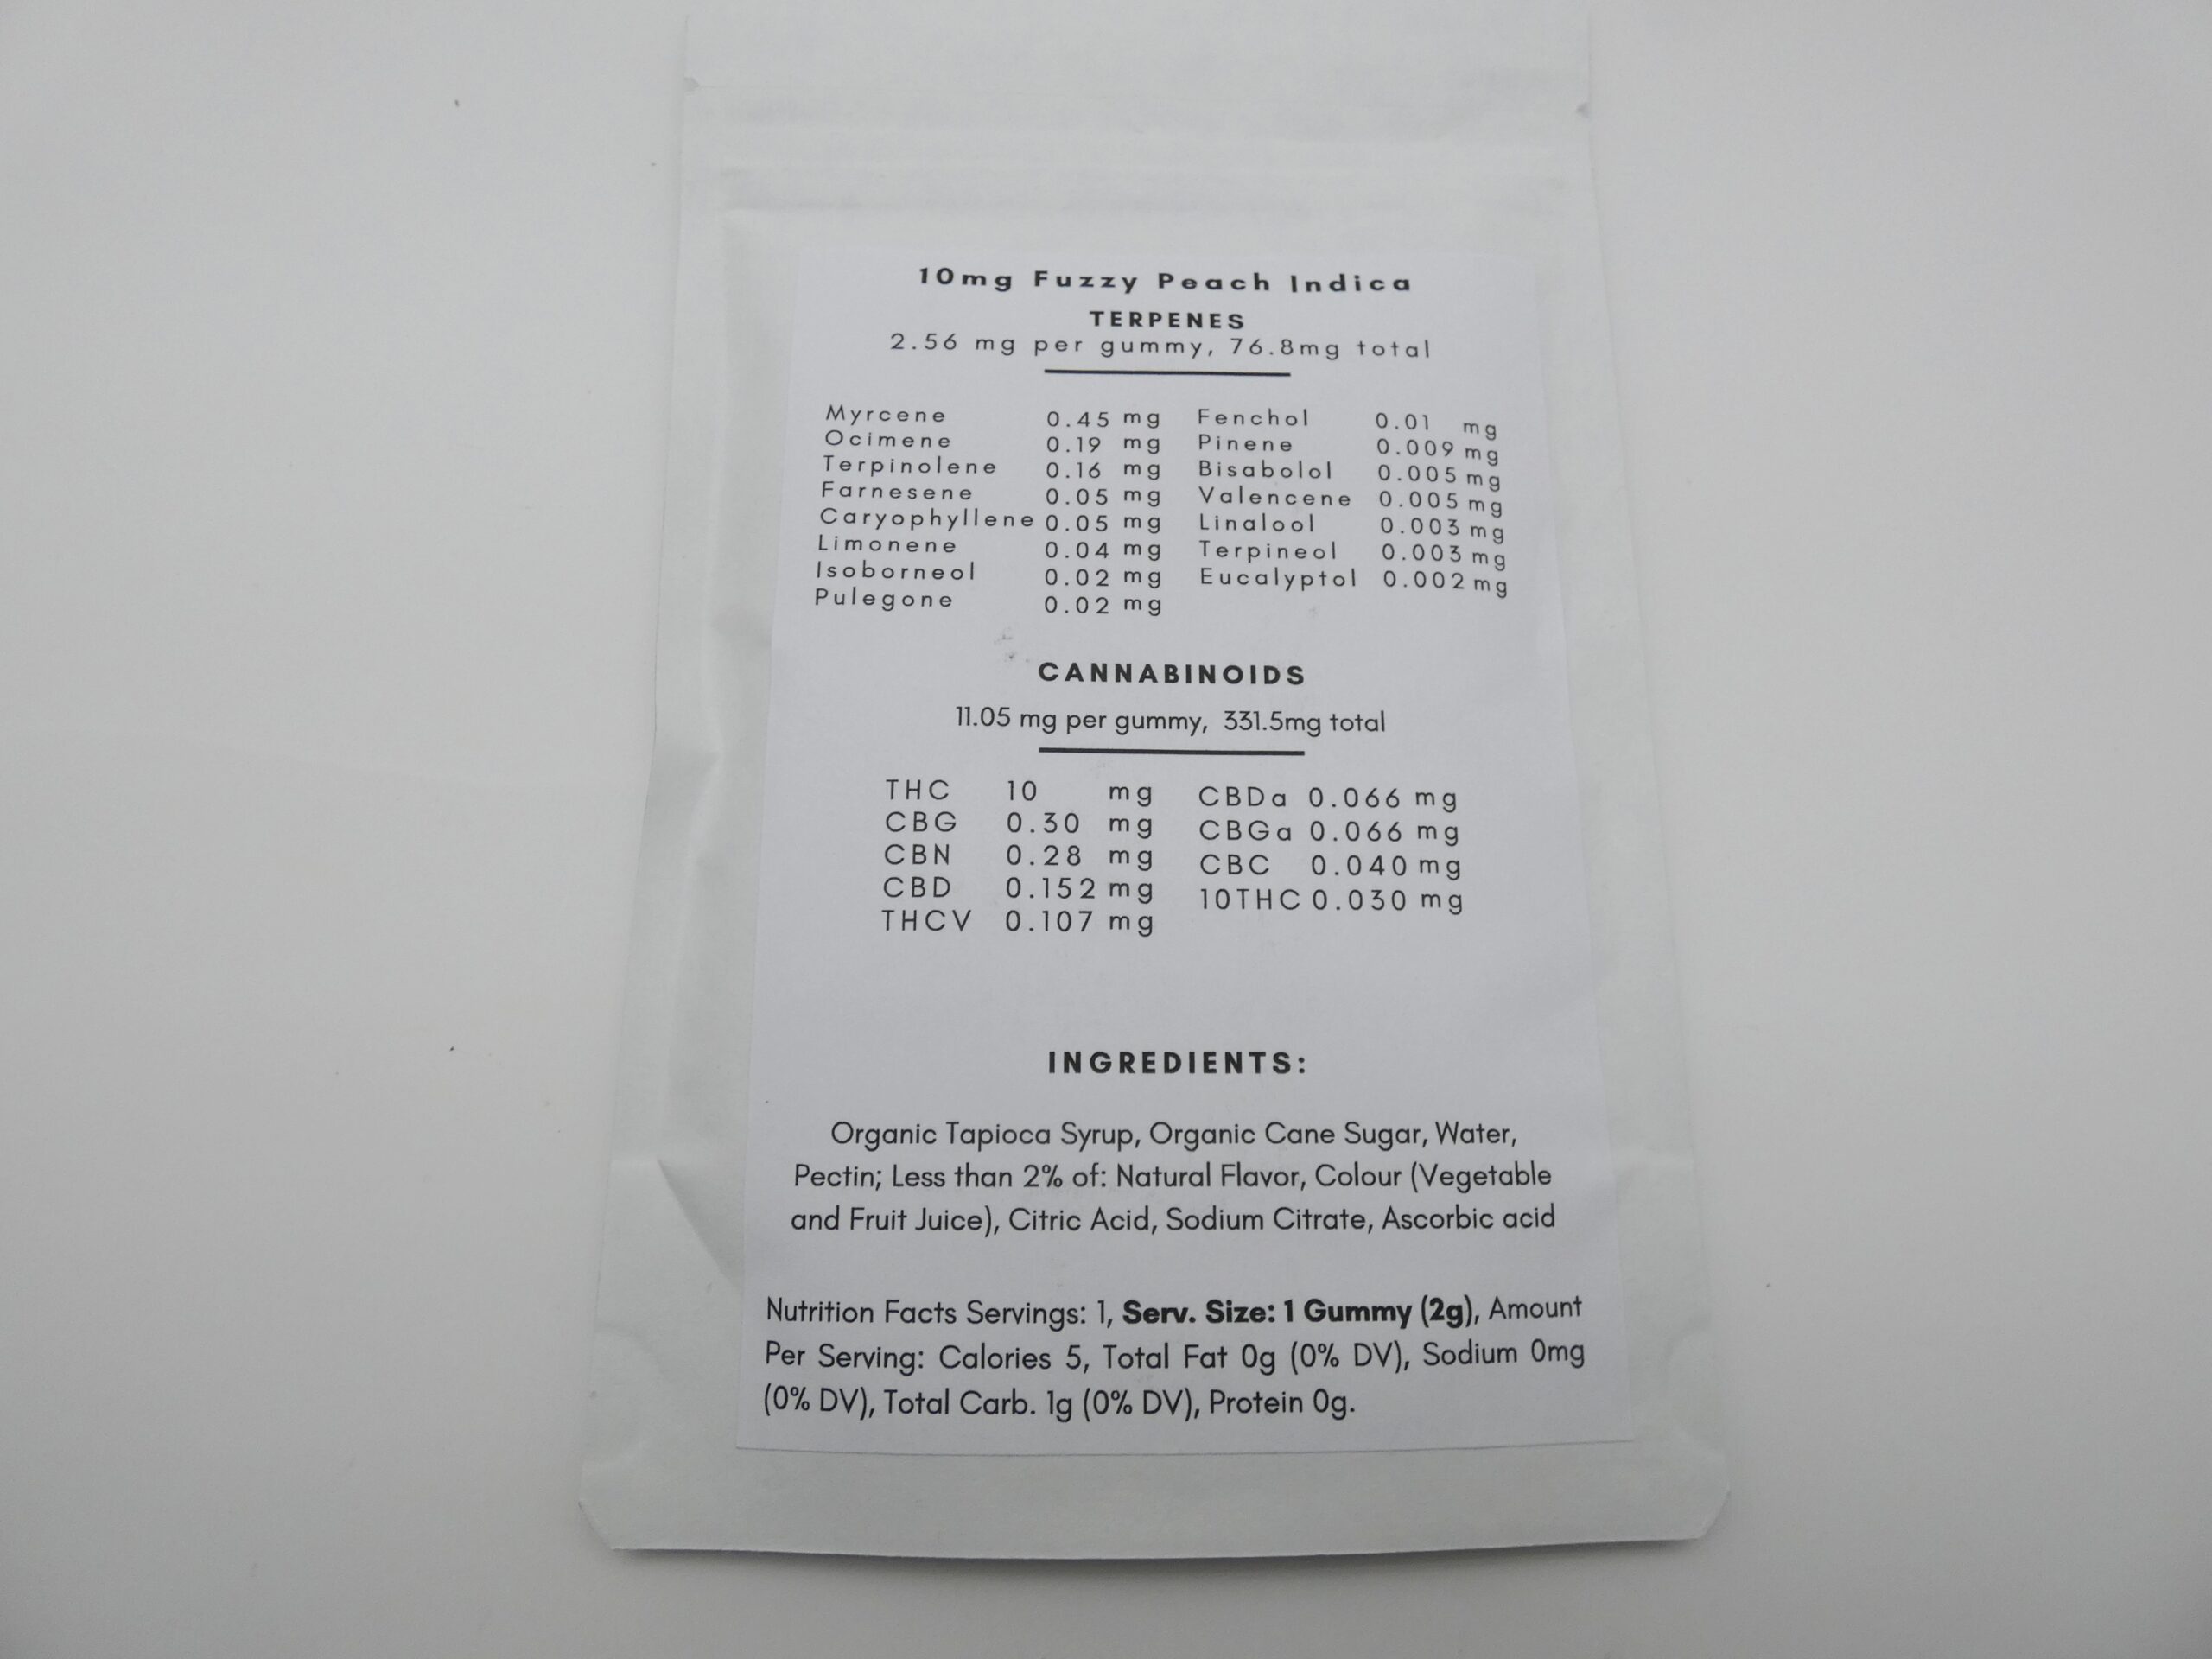 10mg Fuzzy Peach Indica
TERPENES
2.56 mg per gummy, 76.8mg total
Myrcene 0.45 mg Fenchol 0.01 mg
Ocimene 0.19 mg Pinene 0.009 mg
Terpinolene 0.16 mg Bisabolol 0.005 mg
Farnesene 0.05 mg Valencene 0.005 mg
Caryophyllene 0.05 mg Linalool 0.003 mg
Limonene 0.04 mg Terpineol 0.003 mg
Isoborneol 0.02 mg Eucalyptol 0.002 mg
Pulegone 0.02 mg
CANNABINOIDS
11.05 mg per gummy, 331.5mg total
THC 10 mg CBDa 0.066 mg
CBG 0.30 mg CBGa 0.066 mg
CBN 0.28 mg CBC 0.040 mg
CBD 0.152 mg 10THC 0.030 mg
THCV 0.107 mg
INGREDIENTS:
Organic Tapioca Syrup, Organic Cane Sugar, Water,
Pectin; Less than 2% of: Natural Flavor, Colour (Vegetable
and Fruit Juice), Citric Acid, Sodium Citrate, Ascorbic acid
Nutrition Facts Servings: 1, Serv. Size: 1 Gummy (2g), Amount
Per Serving: Calories 5, Total Fat 0g (0% DV), Sodium 0mg
(0% DV), Total Carb. 1g (0% DV), Protein 0g.